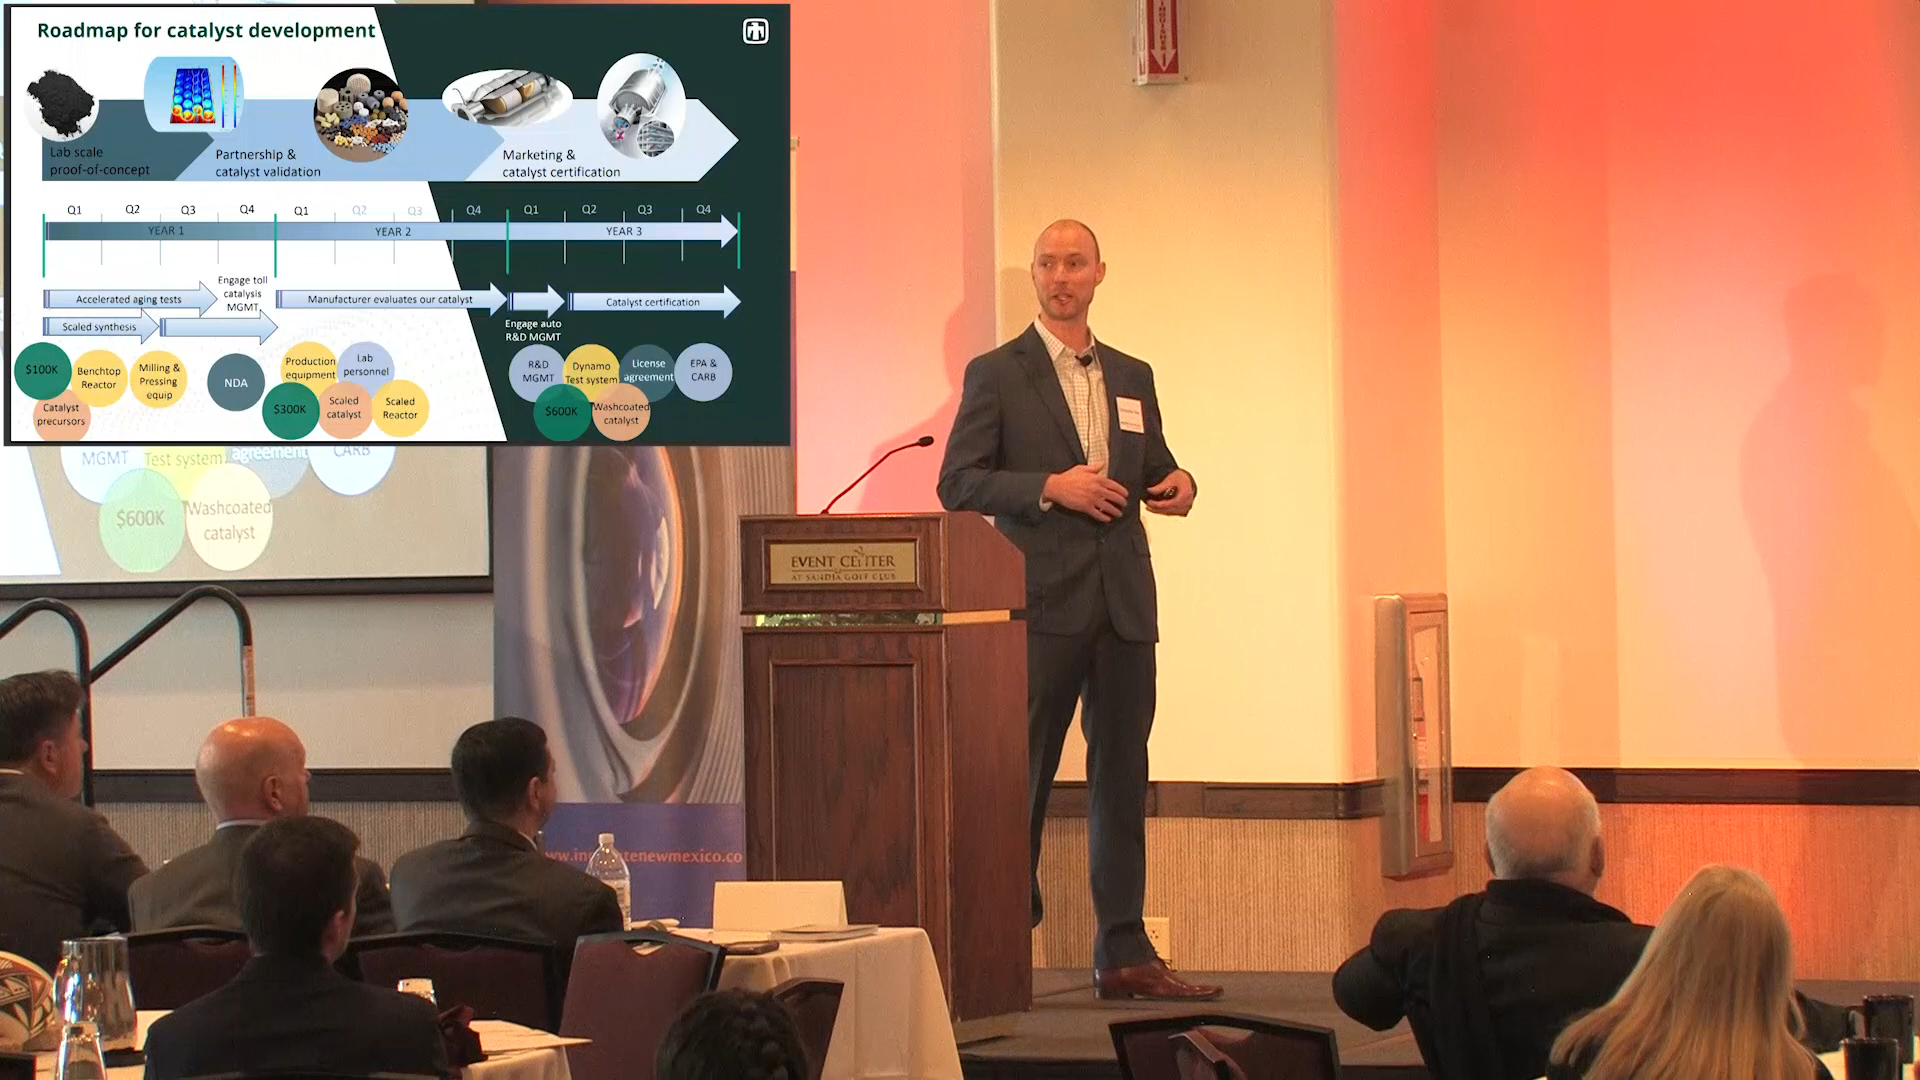 Roadmap for catalyst development
Lab scale
proof-of-concept
Partnership &
catalyst validation
Marketing &
catalyst certification
Q1 Q2 Q3 Q4 Q1 Q2 Q3 Q4 Q1 Q2 Q3 Q4
YEAR 1 YEAR 2 YEAR 3
Accelerated aging tests
Scaled synthesis
Engage toll
catalysis
MGMT
Manufacturer evaluates our catalyst
Engage auto
R&D MGMT
Catalyst certification
$100K
Catalyst
precursors
Benchtop
Reactor
Milling &
Pressing
equip
NDA
Production
equipment
Lab
personnel
$300K
Scaled
catalyst
Scaled
Reactor
R&D
MGMT
Dynamo
Test system
License
agreement
EPA &
CARB
$600K
Washcoated
catalyst
MGMT
Test system
agreement
CARB
$600K
Washcoated
catalyst
EVENT CENTER
AT SANDIA GOLF CLUB
tenewmexico.co